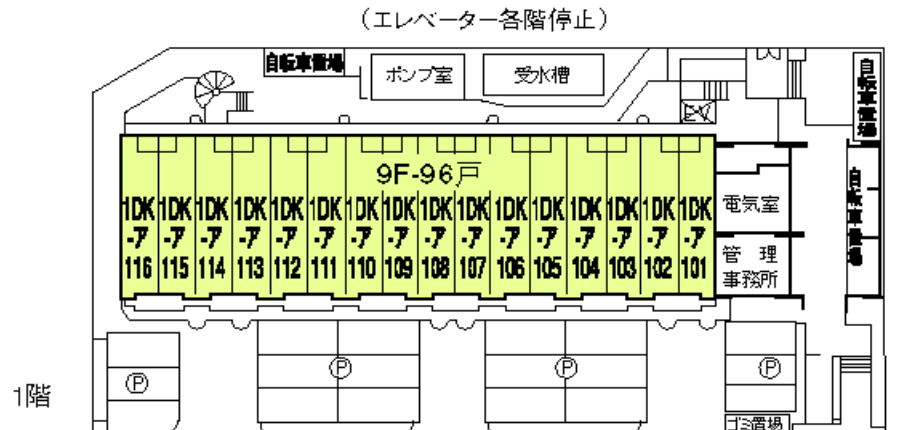 （エレベーター各階停止）
自転車置場
ポンプ室
受水槽
自転車置場
EV
9F-96戸
1DK 1DK 1DK 1DK 1DK 1DK 1DK 1DK 1DK 1DK 1DK 1DK 1DK 1DK 1DK 1DK
-ア -ア -ア -ア -ア -ア -ア -ア -ア -ア -ア -ア -ア -ア -ア -ア
116 115 114 113 112 111 110 109 108 107 106 105 104 103 102 101
電気室
自転車置場
管理
事務所
1階
P
P
P
P
ゴミ置場